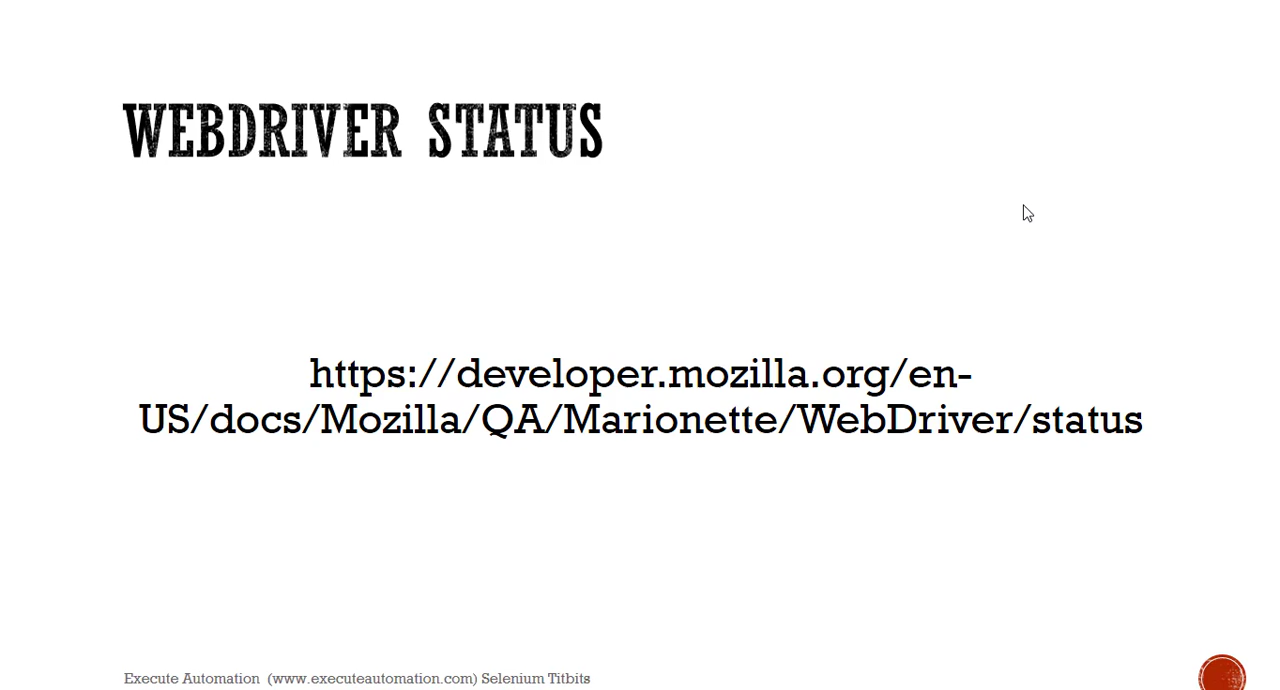 WEBDRIVER STATUS
https://developer.mozilla.org/en-
US/docs/Mozilla/QA/Marionette/WebDriver/status
Execute Automation (www.executeautomation.com) Selenium Titbits